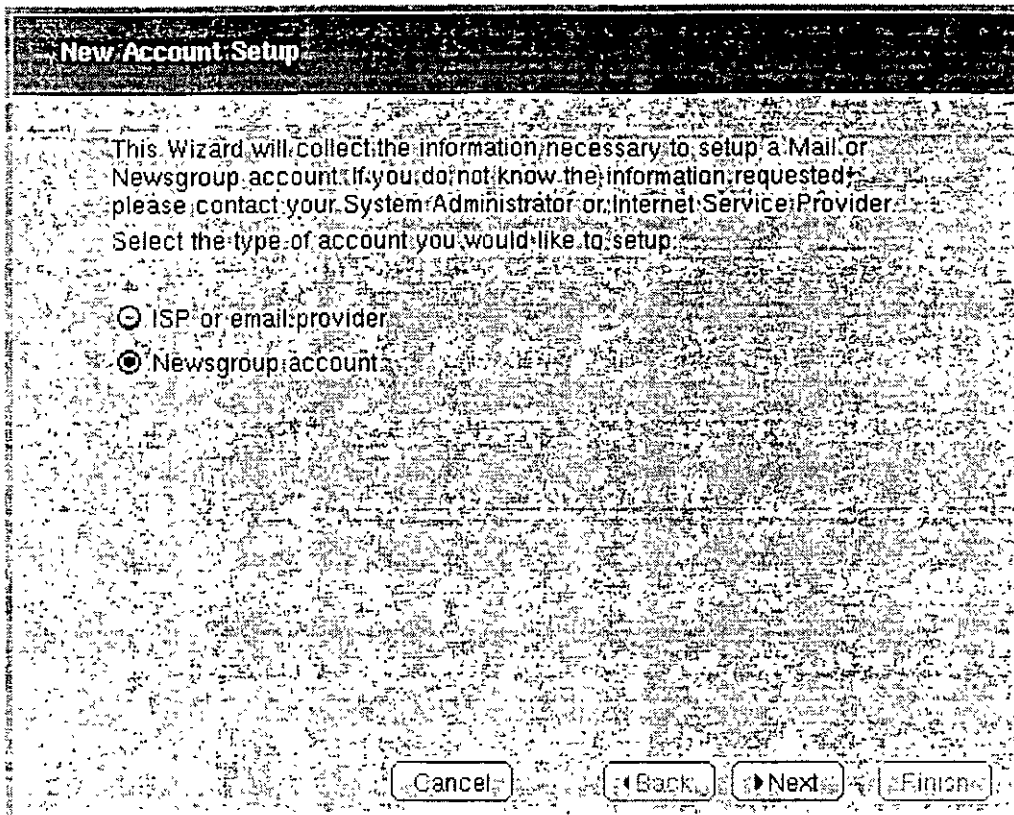 New Account Setup
This Wizard will collect the information necessary to setup a Mail or
Newsgroup account. If you do not know the information requested,
please contact your System Administrator or Internet Service Provider.
Select the type of account you would like to setup:
ISP or email provider
Newsgroup account
Cancel Back Next Finish